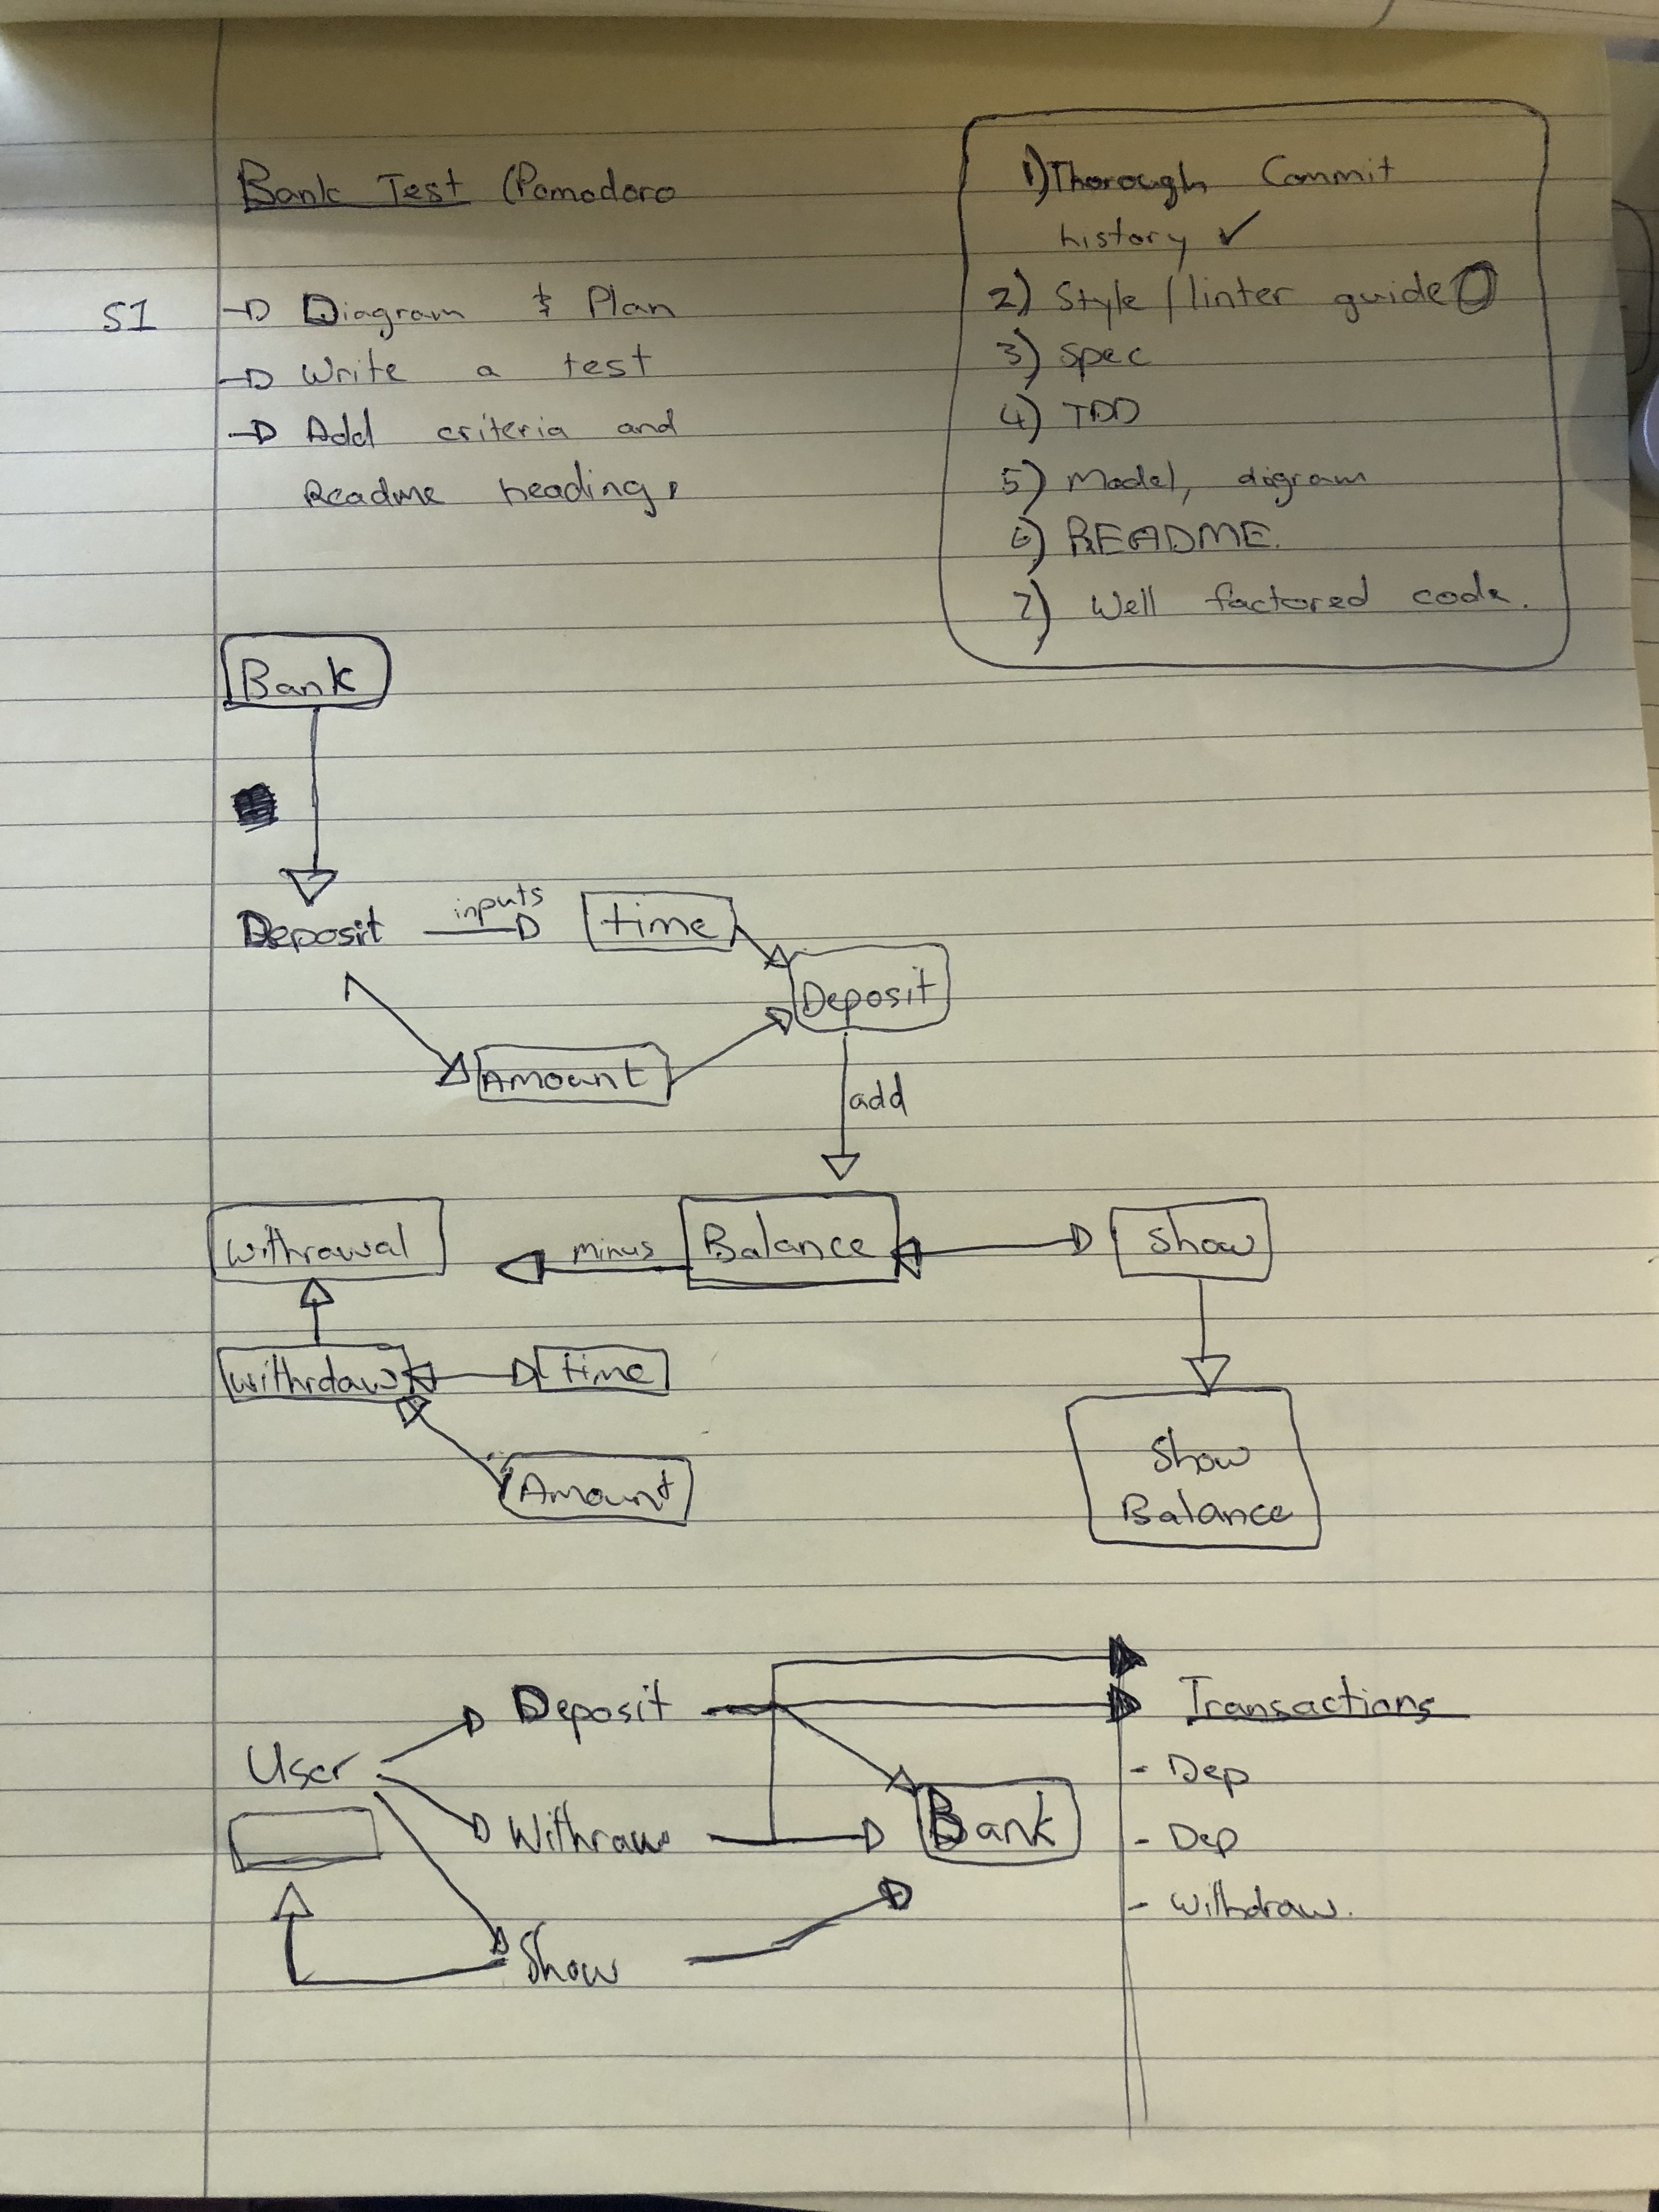 Bank Test (Pomodoro
S1 → Diagram & Plan
→ Write a test
→ Add criteria and
Readme headings
1) Thorough Commit
history ✓
2) Style / linter guide
3) Spec
4) TDD
5) Model, digram
6) README.
7) Well factored code.
Bank
Deposit inputs time
Deposit
Amount
add
Withrawal minus Balance show
withrdaw time
Amount
Show
Balance
Deposit Transactions
User - Dep
Withraw Bank - Dep
- Withdraw.
Show